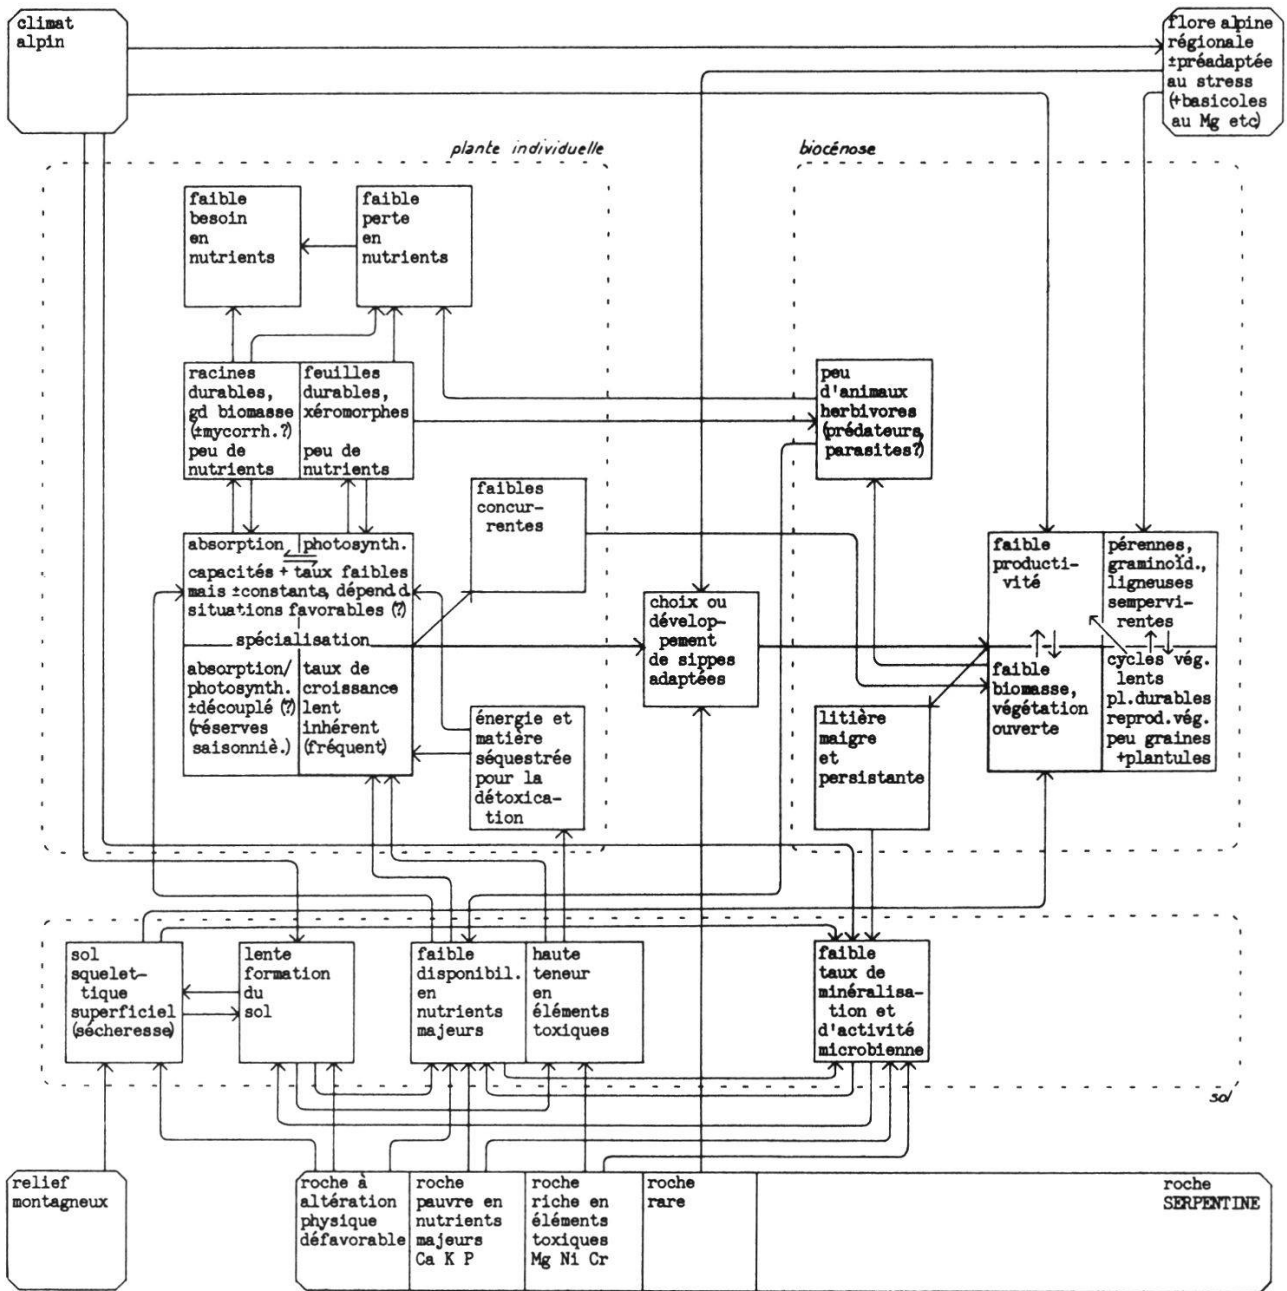 climat
alpin
flore alpine
régionale
±préadaptée
au stress
(+basicoles
au Mg etc)
plante individuelle
biocénose
faible
besoin
en
nutrients
faible
perte
en
nutrients
racines
durables,
gd biomasse
(±mycorrh.?)
peu de
nutrients
feuilles
durables,
xéromorphes
peu de
nutrients
peu
d'animaux
herbivores
(prédateurs,
parasites?)
faibles
concur-
rentes
absorption
photosynth.
capacités + taux faibles
mais ±constants, dépend d.
situations favorables (?)
spécialisation
absorption/
photosynth.
±découplé (?)
(réserves
saisonniè.)
taux de
croissance
lent
inhérent
(fréquent)
énergie et
matière
séquestrée
pour la
détoxica-
tion
choix ou
dévelop-
pement
de sippes
adaptées
faible
producti-
vité
pérennes,
graminoïd.,
ligneuses
sempervi-
rentes
faible
biomasse,
végétation
ouverte
cycles vég.
lents
pl.durables
reprod.vég.
peu graines
+plantules
litière
maigre
et
persistante
sol
squelet-
tique
superficiel
(sécheresse)
lente
formation
du
sol
faible
disponibil.
en
nutrients
majeurs
haute
teneur
en
éléments
toxiques
faible
taux de
minéralisa-
tion et
d'activité
microbienne
sol
relief
montagneux
roche à
altération
physique
défavorable
roche
pauvre en
nutrients
majeurs
Ca K P
roche
riche en
éléments
toxiques
Mg Ni Cr
roche
rare
roche
SERPENTINE